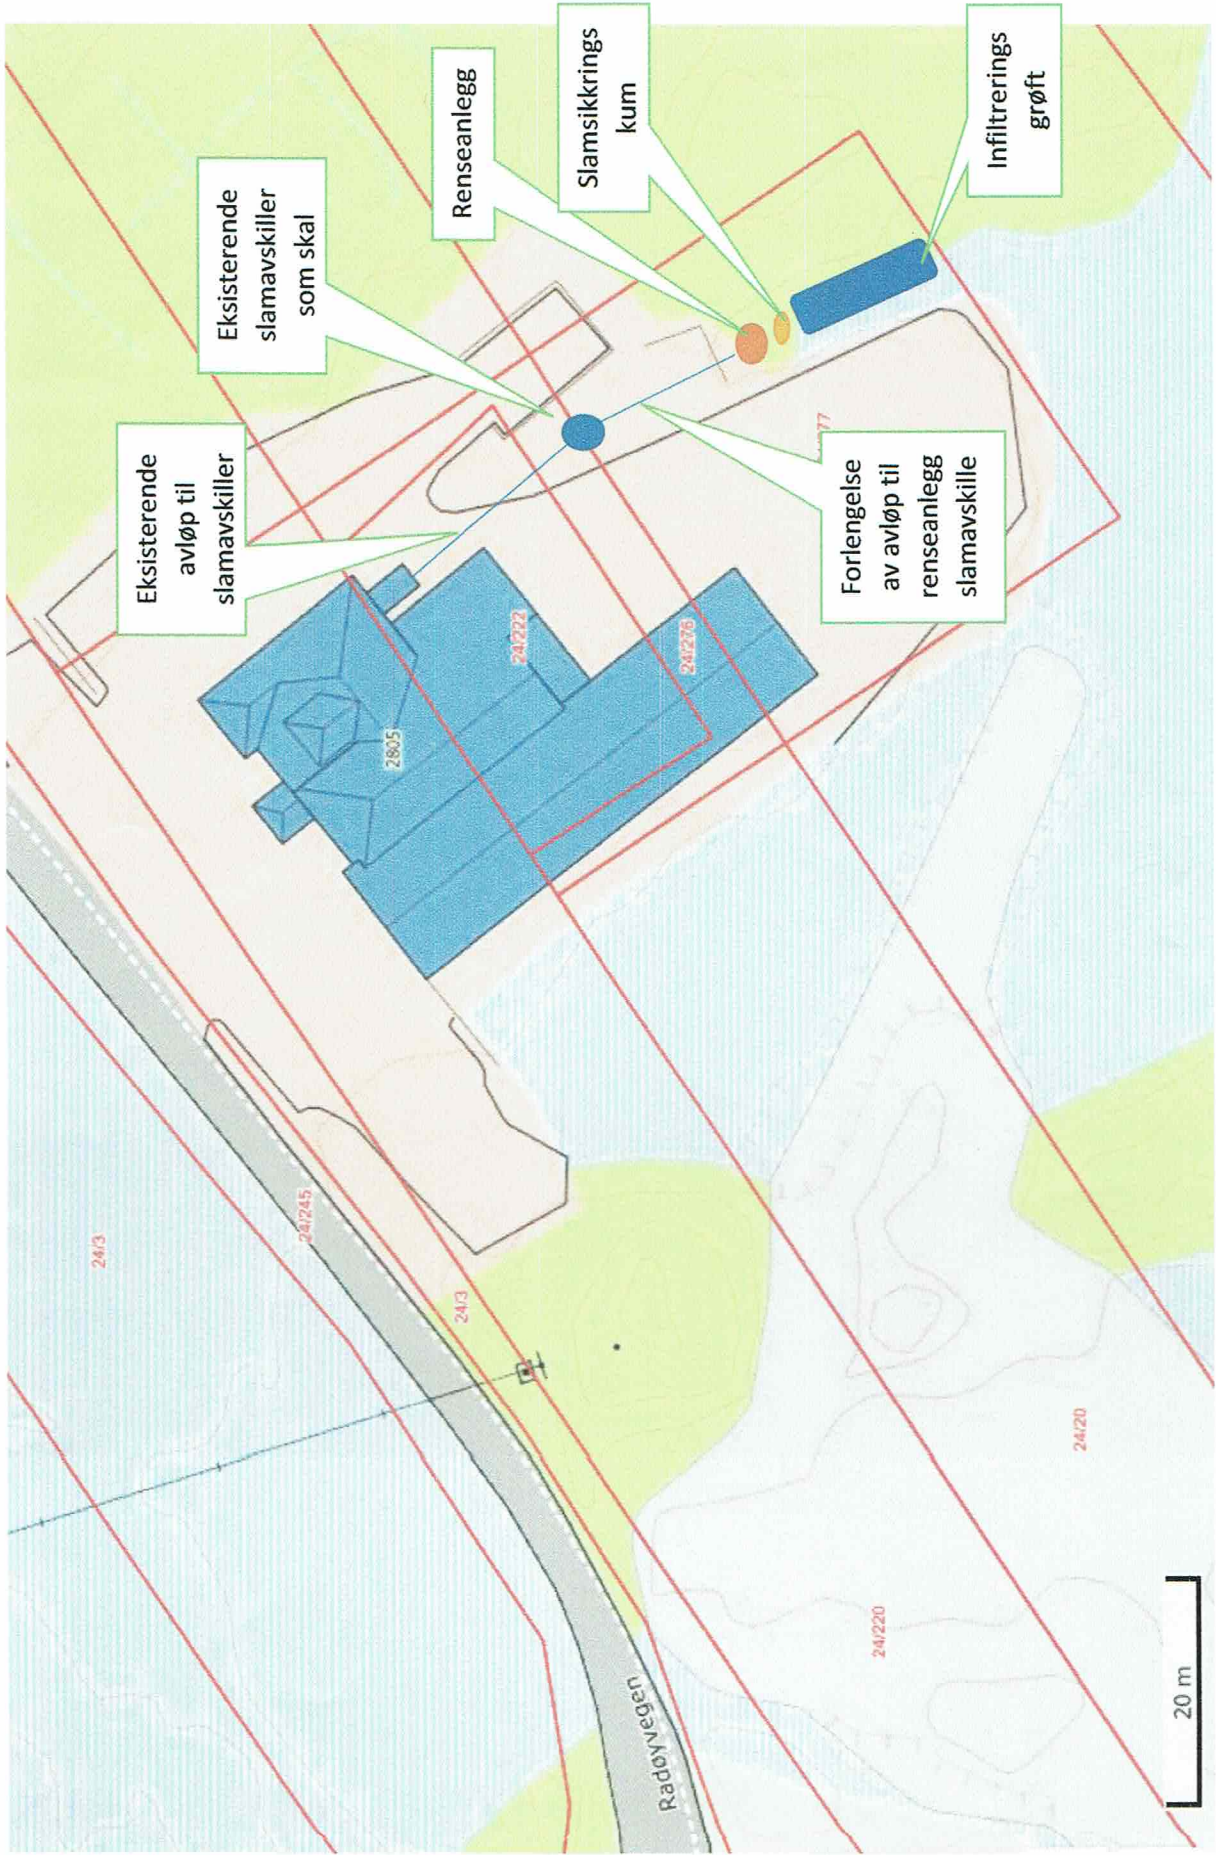 Eksisterende
avløp til
slamavskiller
Eksisterende
slamavskiller
som skal
Renseanlegg
Slamsikkrings
kum
Infiltrerings
grøft
Forlengelse
av avløp til
renseanlegg
slamavskille
77
24/222
24/276
2805
24/3
24/245
24/3
24/20
24/220
Radøyvegen
20 m